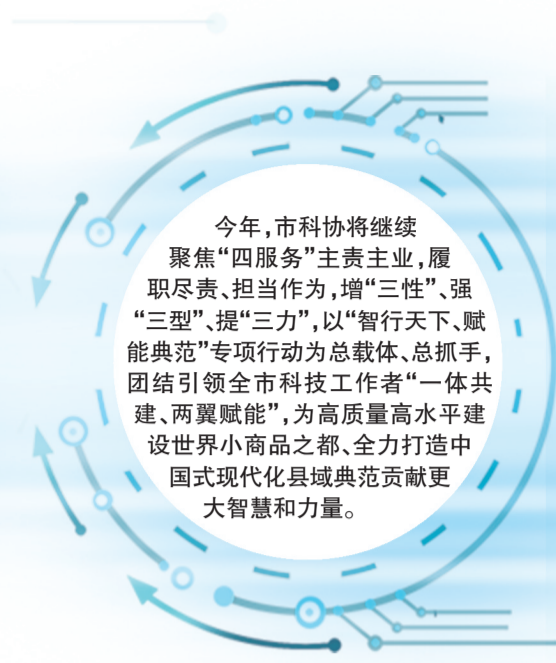 今年,市科协将继续
聚焦“四服务”主责主业,履
职尽责、担当作为,增“三性”、强
“三型”、提“三力”,以“智行天下、赋
能典范”专项行动为总载体、总抓手,
团结引领全市科技工作者“一体共
建、两翼赋能”,为高质量高水平建
设世界小商品之都、全力打造中
国式现代化县域典范贡献更
大智慧和力量。